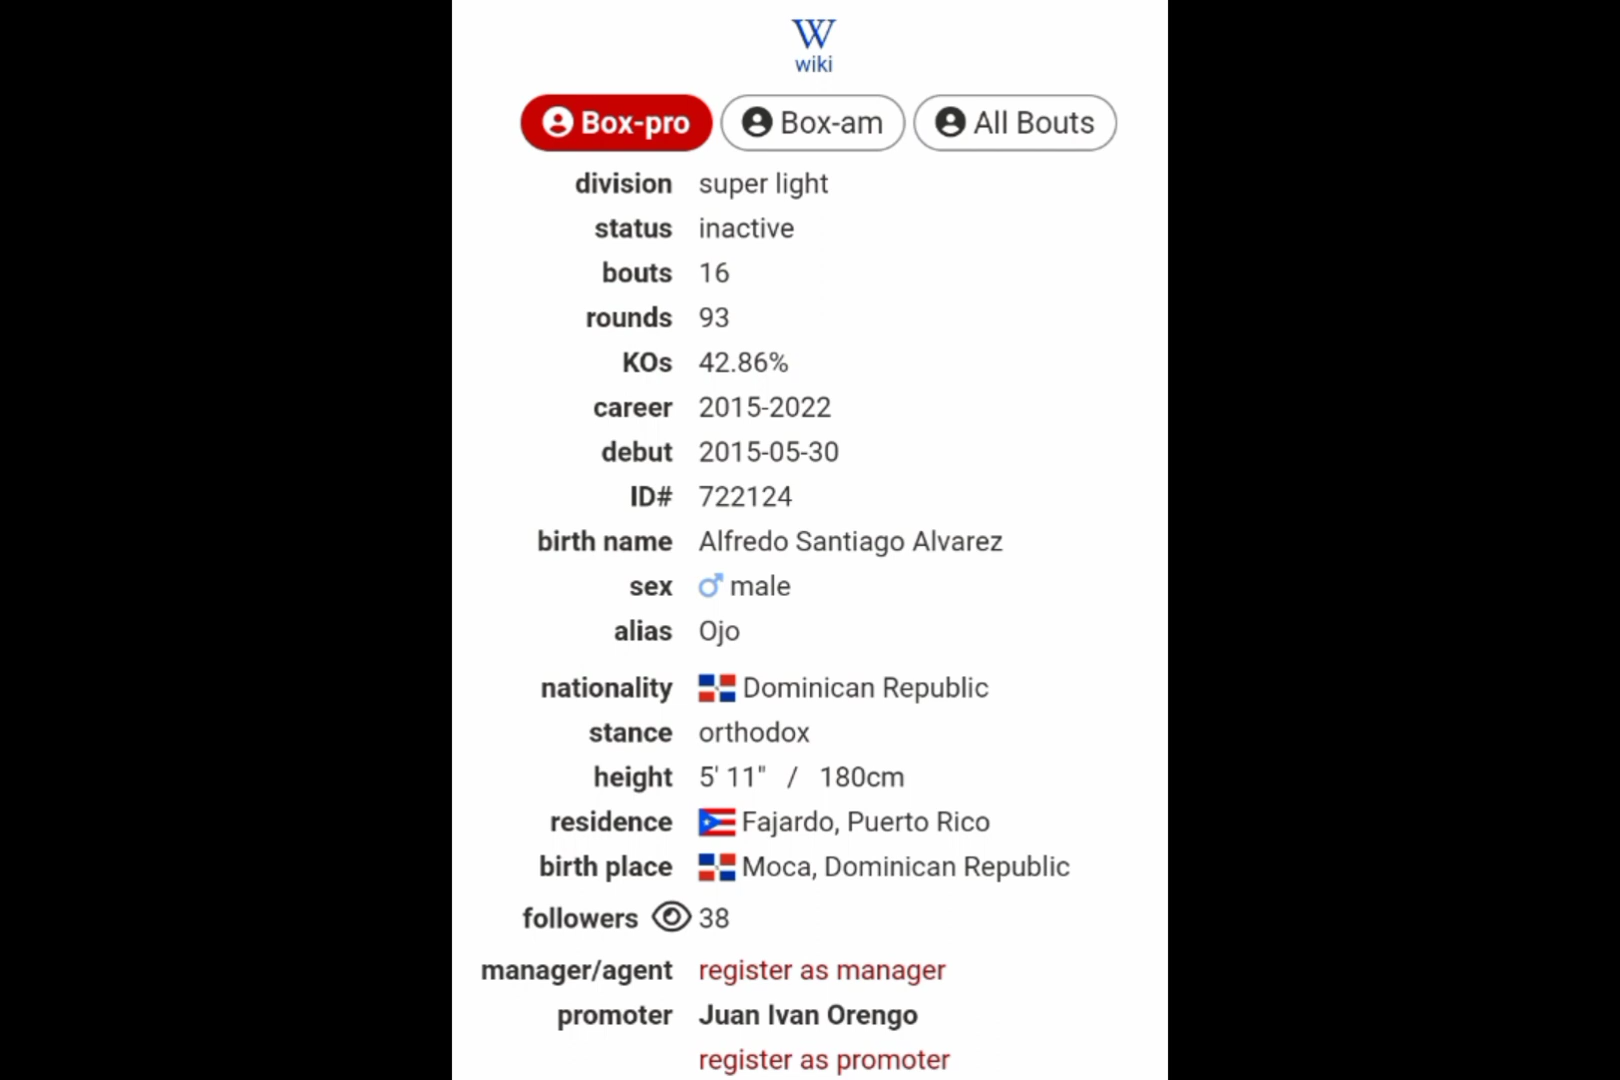 W
wiki
Box-pro Box-am All Bouts
division super light
status inactive
bouts 16
rounds 93
KOs 42.86%
career 2015-2022
debut 2015-05-30
ID# 722124
birth name Alfredo Santiago Alvarez
sex ♂ male
alias Ojo
nationality Dominican Republic
stance orthodox
height 5' 11" / 180cm
residence Fajardo, Puerto Rico
birth place Moca, Dominican Republic
followers 38
manager/agent register as manager
promoter Juan Ivan Orengo
register as promoter